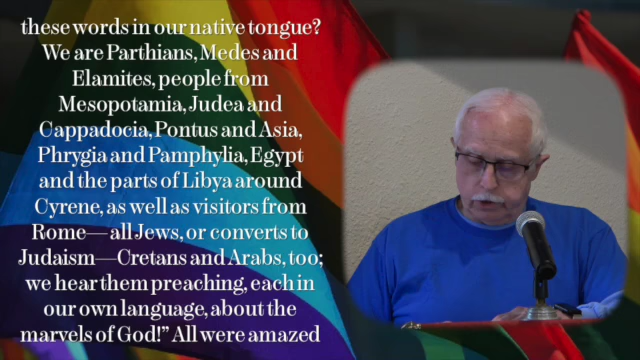 these words in our native tongue?
We are Parthians, Medes and
Elamites, people from
Mesopotamia, Judea and
Cappadocia, Pontus and Asia,
Phrygia and Pamphylia, Egypt
and the parts of Libya around
Cyrene, as well as visitors from
Rome—all Jews, or converts to
Judaism—Cretans and Arabs, too;
we hear them preaching, each in
our own language, about the
marvels of God!” All were amazed